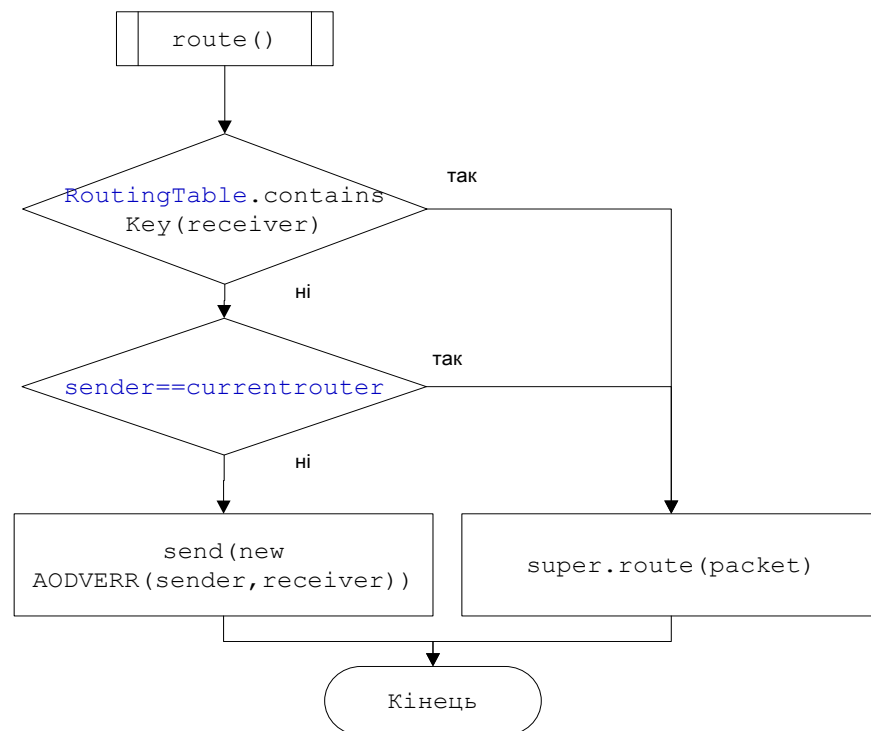 route()
RoutingTable.contains
Key(receiver)
так
ні
sender==currentrouter
так
ні
send(new
AODVERR(sender,receiver))
super.route(packet)
Кінець